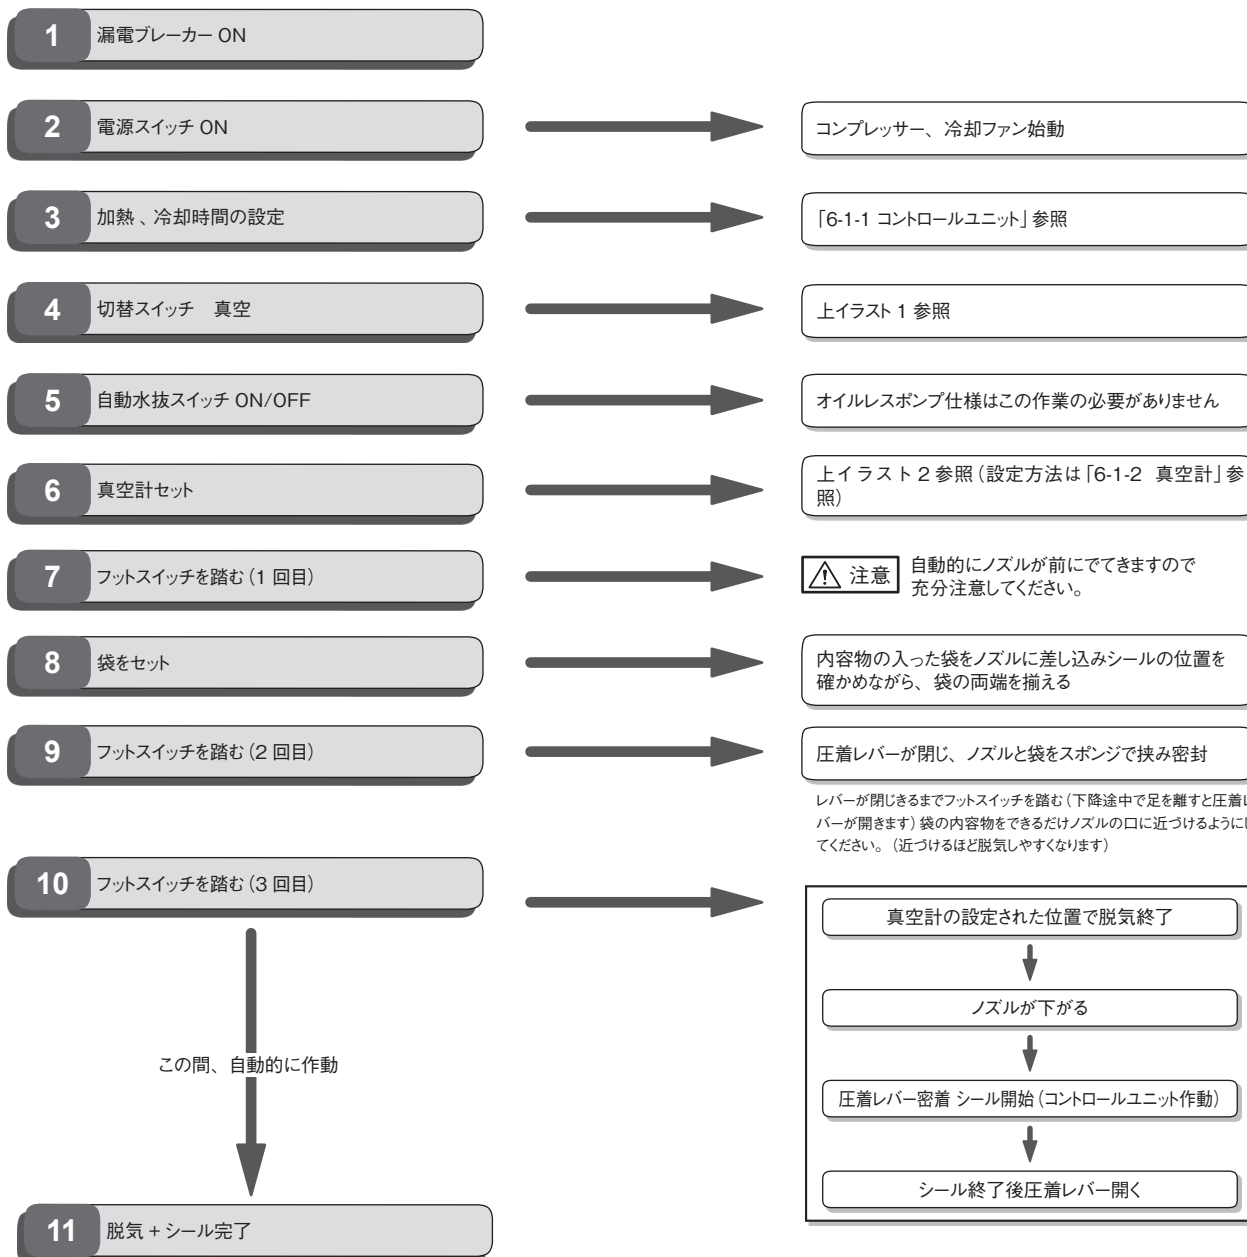 1 漏電ブレーカー ON
2 電源スイッチ ON
コンプレッサー、冷却ファン始動
3 加熱、冷却時間の設定
「6-1-1 コントロールユニット」参照
4 切替スイッチ　真空
上イラスト 1 参照
5 自動水抜スイッチ ON/OFF
オイルレスポンプ仕様はこの作業の必要がありません
6 真空計セット
上イラスト 2 参照（設定方法は「6-1-2 真空計」参
照）
7 フットスイッチを踏む（1 回目）
注意
自動的にノズルが前にでてきますので
充分注意してください。
8 袋をセット
内容物の入った袋をノズルに差し込みシールの位置を
確かめながら、袋の両端を揃える
9 フットスイッチを踏む（2 回目）
圧着レバーが閉じ、ノズルと袋をスポンジで挟み密封
レバーが閉じきるまでフットスイッチを踏む（下降途中で足を離すと圧着レ
バーが開きます）袋の内容物をできるだけノズルの口に近づけるようにし
てください。（近づけるほど脱気しやすくなります）
10 フットスイッチを踏む（3 回目）
真空計の設定された位置で脱気終了
ノズルが下がる
圧着レバー密着 シール開始（コントロールユニット作動）
シール終了後圧着レバー開く
この間、自動的に作動
11 脱気 + シール完了